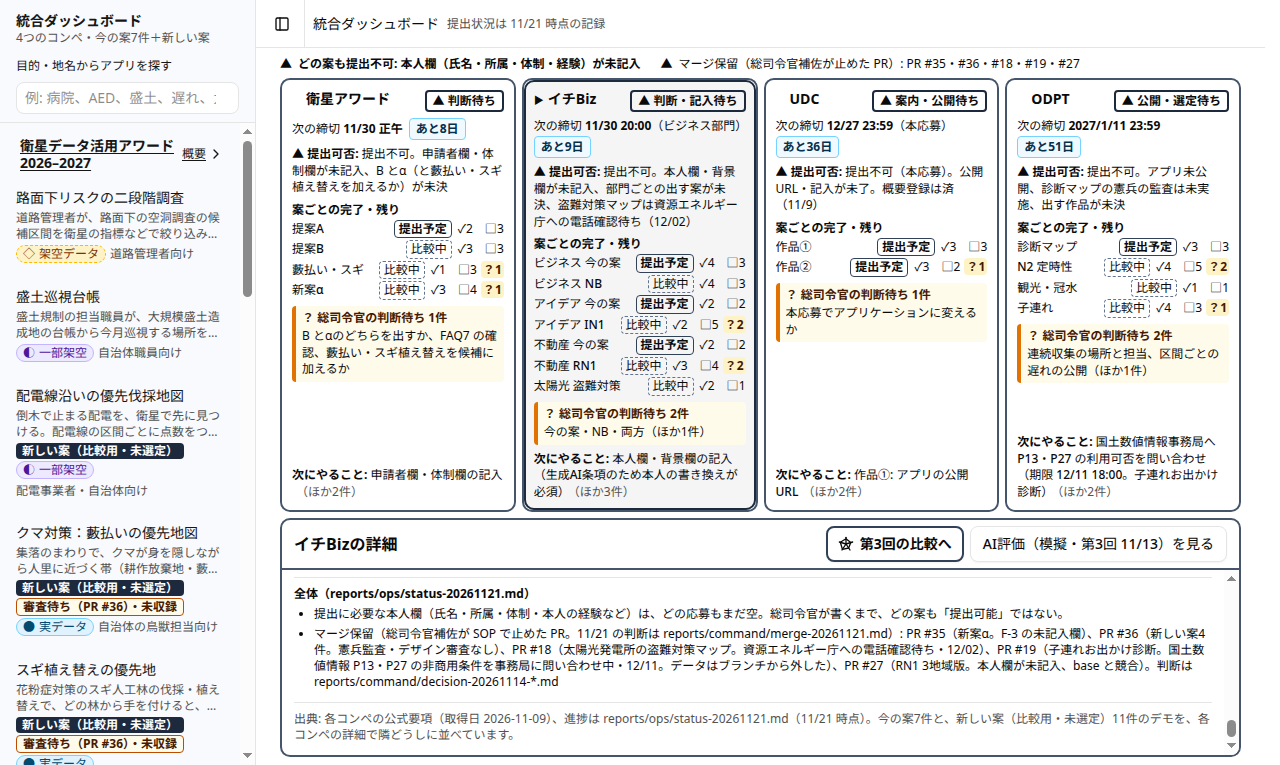 統合ダッシュボード
4つのコンペ・今の案7件＋新しい案
目的・地名からアプリを探す
例: 病院、AED、盛土、遅れ、
衛星データ活用アワード
2026–2027
概要
路面下リスクの二段階調査
道路管理者が、路面下の空洞調査の候
補区間を衛星の指標などで絞り込み…
◇ 架空データ 道路管理者向け
盛土巡視台帳
盛土規制の担当職員が、大規模盛土造
成地の台帳から今月巡視する場所を…
一部架空 自治体職員向け
配電線沿いの優先伐採地図
倒木で止まる配電を、衛星で先に見つ
ける。配電線の区間ごとに点数をつ…
新しい案（比較用・未選定）
一部架空
配電事業者・自治体向け
クマ対策：藪払いの優先地図
集落のまわりで、クマが身を隠しなが
ら人里に近づく帯（耕作放棄地・藪…
新しい案（比較用・未選定）
審査待ち（PR #36）・未収録
実データ 自治体の鳥獣担当向け
スギ植え替えの優先地
花粉症対策のスギ人工林の伐採・植え
替えで、どの林から手を付けると、…
新しい案（比較用・未選定）
審査待ち（PR #36）・未収録
実データ
統合ダッシュボード 提出状況は 11/21 時点の記録
▲ どの案も提出不可: 本人欄（氏名・所属・体制・経験）が未記入 ▲ マージ保留（総司令官補佐が止めた PR）: PR #35・#36・#18・#19・#27
衛星アワード ▲ 判断待ち
次の締切 11/30 正午 あと8日
▲ 提出可否: 提出不可。申請者欄・体
制欄が未記入、B とα（と藪払い・スギ
植え替えを加えるか）が未決
案ごとの完了・残り
提案A 提出予定 ✓2 □3
提案B 比較中 ✓3 □3
藪払い・スギ 比較中 ✓1 □3 ?1
新案α 比較中 ✓3 □4 ?1
? 総司令官の判断待ち 1件
B とαのどちらを出すか、FAQ7 の確
認、藪払い・スギ植え替えを候補に
加えるか
次にやること: 申請者欄・体制欄の記入
（ほか2件）
▶ イチBiz ▲ 判断・記入待ち
次の締切 11/30 20:00（ビジネス部門）
あと9日
▲ 提出可否: 提出不可。本人欄・背景
欄が未記入、部門ごとの出す案が未
決、盗難対策マップは資源エネルギー
庁への電話確認待ち（12/02）
案ごとの完了・残り
ビジネス 今の案 提出予定 ✓4 □3
ビジネス NB 比較中 ✓4 □3
アイデア 今の案 提出予定 ✓2 □2
アイデア IN1 比較中 ✓2 □5 ?2
不動産 今の案 提出予定 ✓2 □2
不動産 RN1 比較中 ✓3 □4 ?2
太陽光 盗難対策 比較中 ✓2 □1
? 総司令官の判断待ち 2件
今の案・NB・両方（ほか1件）
次にやること: 本人欄・背景欄の記入
（生成AI条項のため本人の書き換えが
必須）（ほか3件）
UDC ▲ 案内・公開待ち
次の締切 12/27 23:59（本応募）
あと36日
▲ 提出可否: 提出不可（本応募）。公開
URL・記入が未了。概要登録は済
（11/9）
案ごとの完了・残り
作品① 提出予定 ✓3 □3
作品② 提出予定 ✓3 □2 ?1
? 総司令官の判断待ち 1件
本応募でアプリケーションに変える
か
次にやること: 作品①: アプリの公開
URL （ほか2件）
ODPT ▲ 公開・選定待ち
次の締切 2027/1/11 23:59
あと51日
▲ 提出可否: 提出不可。アプリ未公
開、診断マップの憲兵の監査は未実
施、出す作品が未決
案ごとの完了・残り
診断マップ 提出予定 ✓3 □3
N2 定時性 比較中 ✓4 □5 ?2
観光・冠水 比較中 ✓1 □1
子連れ 比較中 ✓4 □3 ?1
? 総司令官の判断待ち 2件
連続収集の場所と担当、区間ごとの
遅れの公開（ほか1件）
次にやること: 国土数値情報事務局へ
P13・P27 の利用可否を問い合わせ
（期限 12/11 18:00。子連れお出かけ
診断）（ほか2件）
イチBizの詳細 第3回の比較へ AI評価（模擬・第3回 11/13）を見る
全体（reports/ops/status-20261121.md）
• 提出に必要な本人欄（氏名・所属・体制・本人の経験など）は、どの応募もまだ空。総司令官が書くまで、どの案も「提出可能」ではない。
• マージ保留（総司令官補佐が SOP で止めた PR。11/21 の判断は reports/command/merge-20261121.md）: PR #35（新案α。F-3 の未記入欄）、PR #36（新しい案4
件。憲兵監査・デザイン審査なし）、PR #18（太陽光発電所の盗難対策マップ。資源エネルギー庁への電話確認待ち・12/02）、PR #19（子連れお出かけ診断。国土数
値情報 P13・P27 の非商用条件を事務局に問い合わせ中・12/11。データはブランチから外した）、PR #27（RN1 3地域版。本人欄が未記入、base と競合）。判断は
reports/command/decision-20261114-*.md
出典: 各コンペの公式要項（取得日 2026-11-09）、進捗は reports/ops/status-20261121.md（11/21 時点）。今の案7件と、新しい案（比較用・未選定）11件のデモを、各
コンペの詳細で隣どうしに並べています。